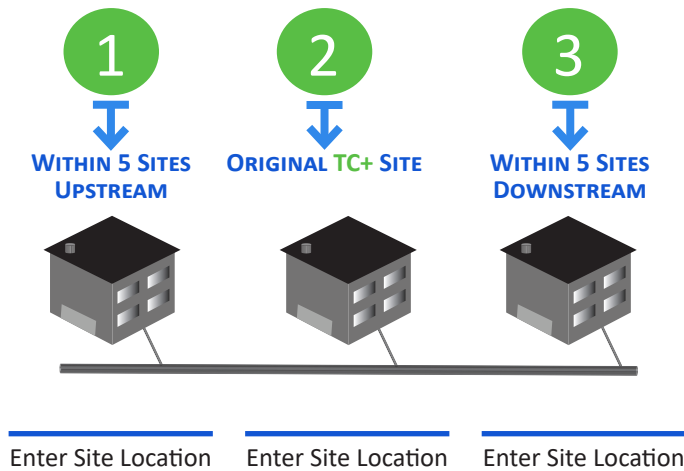 1 2 3
WITHIN 5 SITES
UPSTREAM
ORIGINAL TC+ SITE
WITHIN 5 SITES
DOWNSTREAM
Enter Site Location
Enter Site Location
Enter Site Location